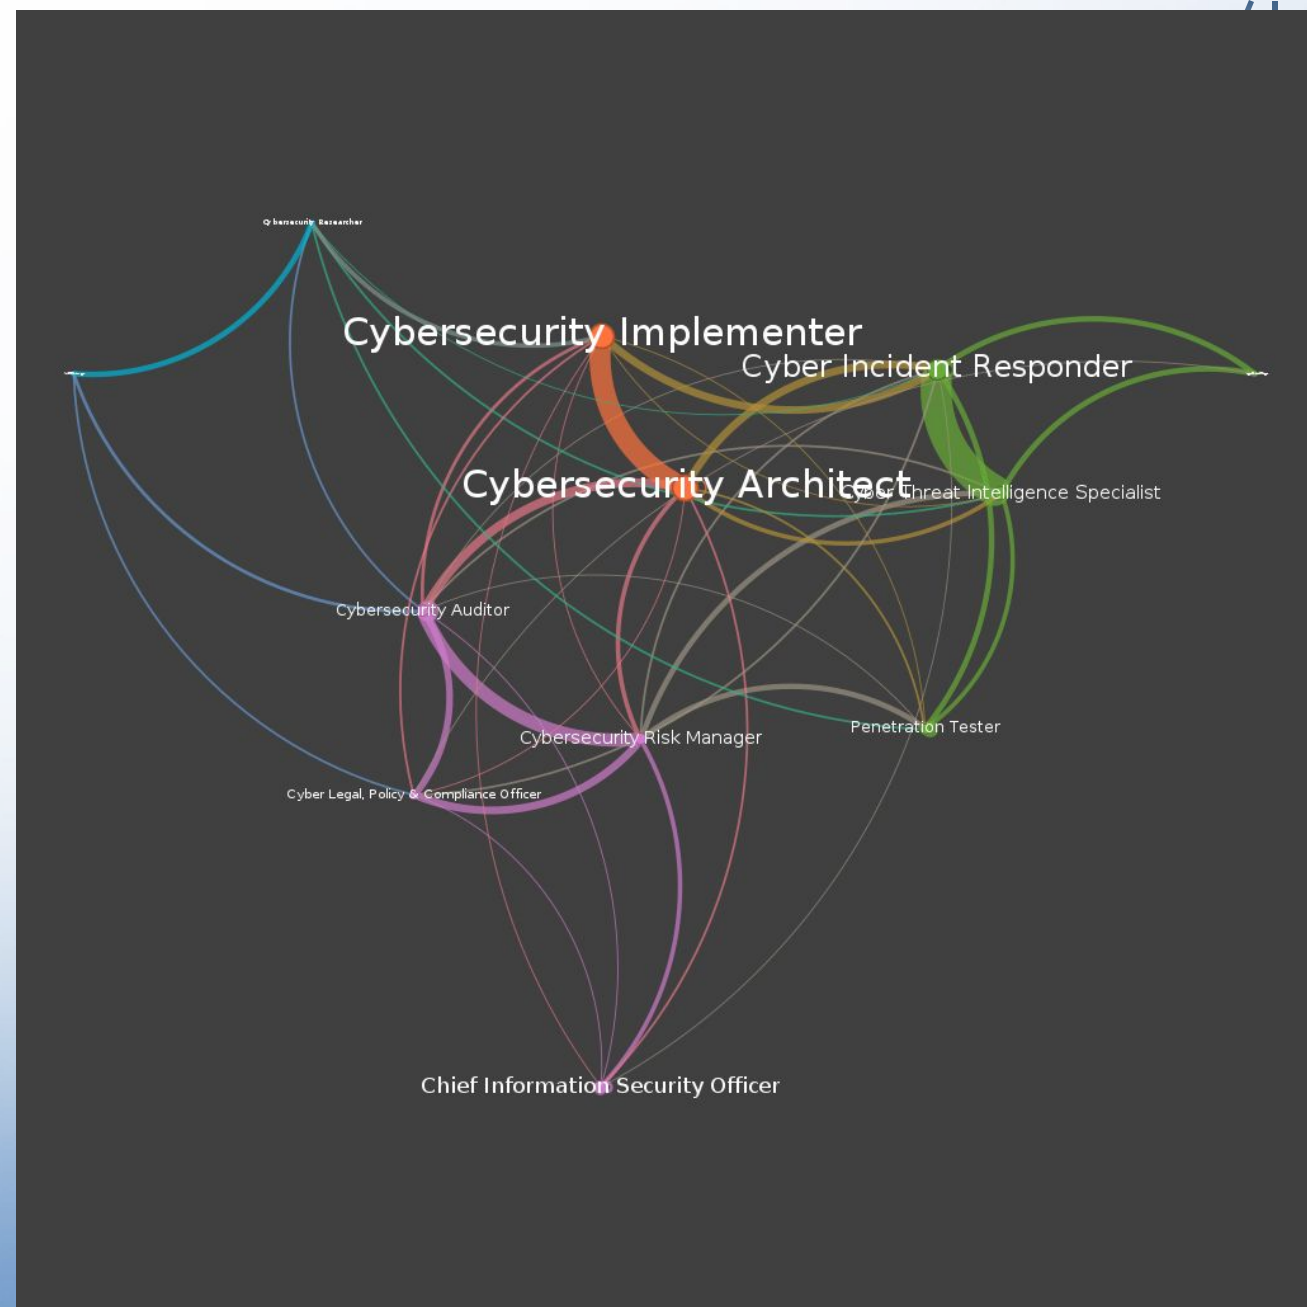 Cybersecurity Researcher
Cybersecurity Implementer
Cyber Incident Responder
Cybersecurity Architect
Cyber Threat Intelligence Specialist
Cybersecurity Auditor
Penetration Tester
Cybersecurity Risk Manager
Cyber Legal, Policy & Compliance Officer
Chief Information Security Officer